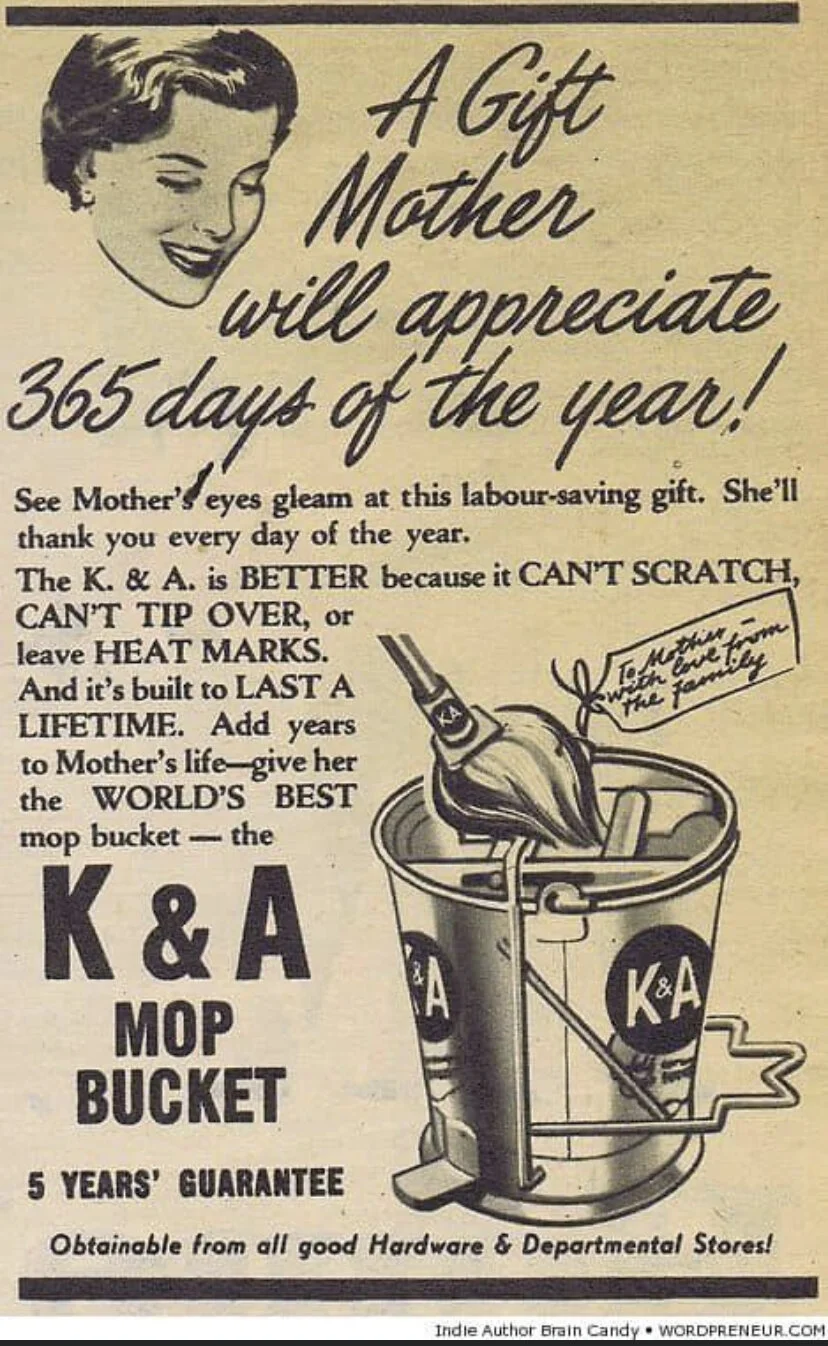 A Gift
Mother
will appreciate
365 days of the year!
See Mother's eyes gleam at this labour-saving gift. She'll
thank you every day of the year.
The K. & A. is BETTER because it CAN'T SCRATCH,
CAN'T TIP OVER, or
leave HEAT MARKS.
And it's built to LAST A
LIFETIME. Add years
to Mother's life—give her
the WORLD'S BEST
mop bucket — the
To Mother –
with love from
the family
K&A
K & A
MOP
BUCKET
&A
K&A
5 YEARS' GUARANTEE
Obtainable from all good Hardware & Departmental Stores!
Indie Author Brain Candy • WORDPRENEUR.COM